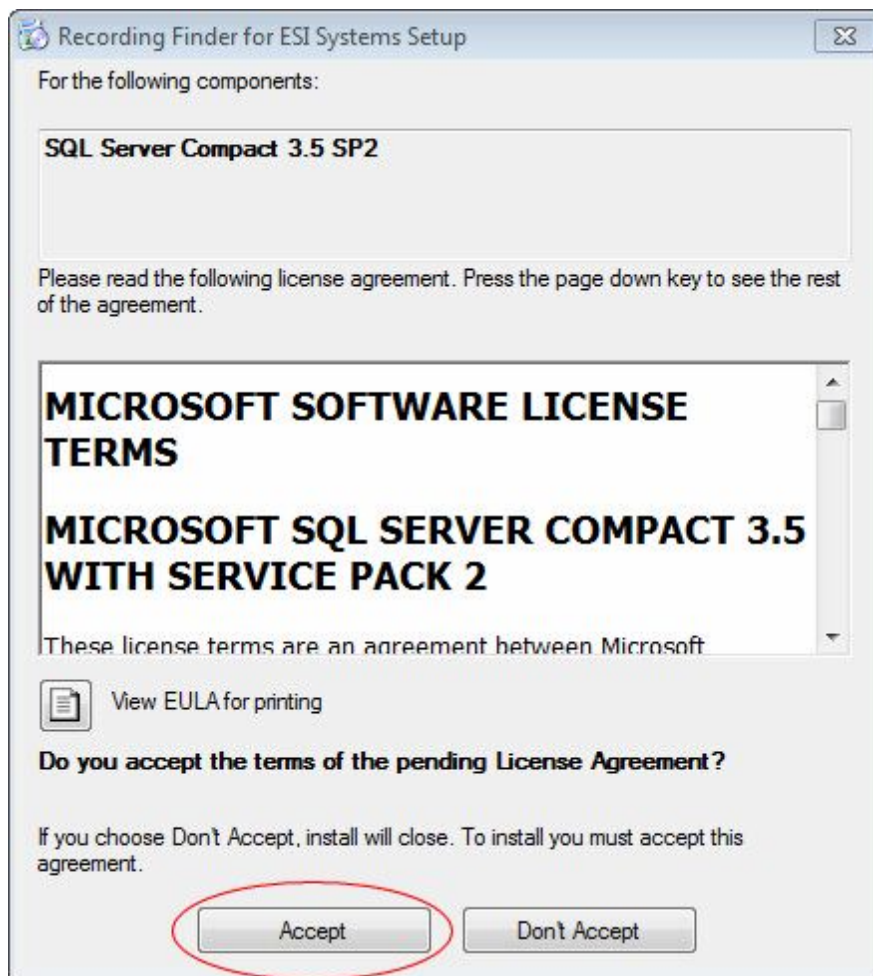 Recording Finder for ESI Systems Setup
For the following components:
SQL Server Compact 3.5 SP2
Please read the following license agreement. Press the page down key to see the rest
of the agreement.
MICROSOFT SOFTWARE LICENSE
TERMS
MICROSOFT SQL SERVER COMPACT 3.5
WITH SERVICE PACK 2
These license terms are an agreement between Microsoft
View EULA for printing
Do you accept the terms of the pending License Agreement?
If you choose Don't Accept, install will close. To install you must accept this
agreement.
Accept
Don't Accept